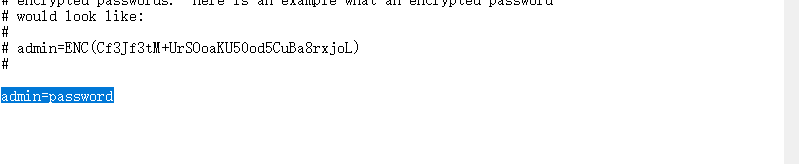 # encrypted passwords.  Here is an example what an encrypted password
# would look like:
#
# admin=ENC(Cf3Jf3tM+UrSOoaKU50od5CuBa8rxjoL)
#
admin=password